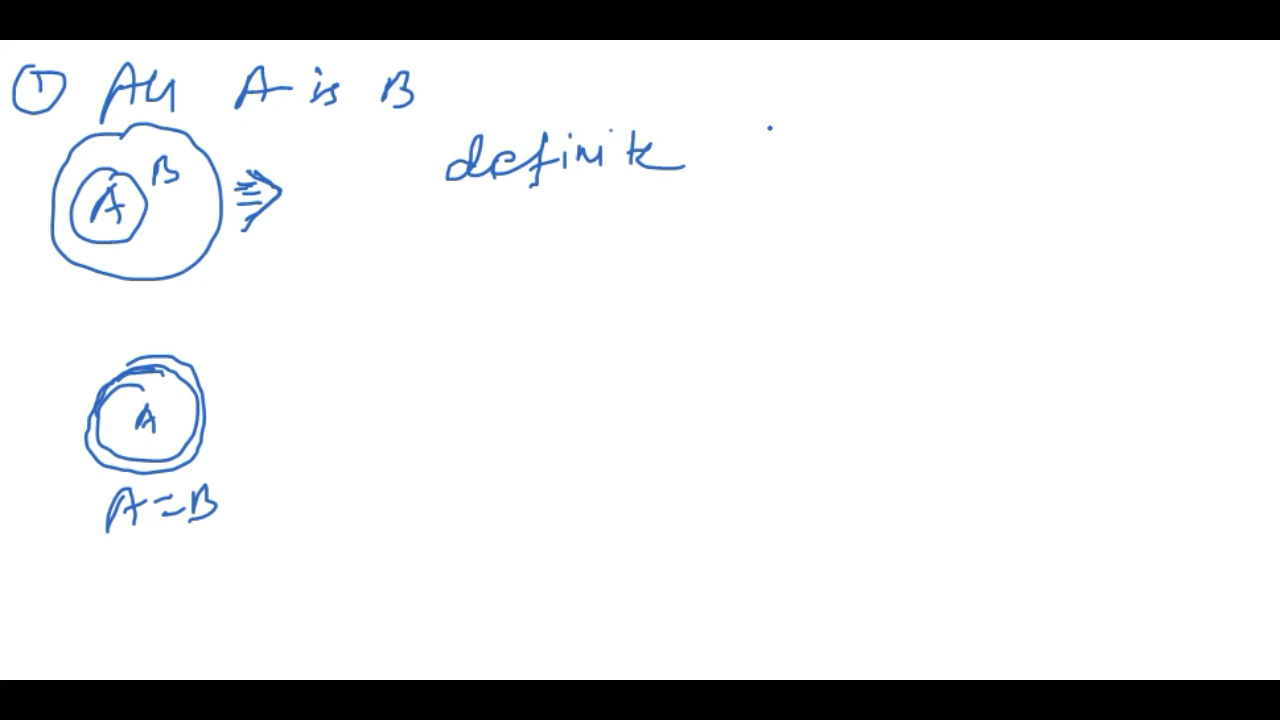 ① All A is B
definite
A B
A
A = B